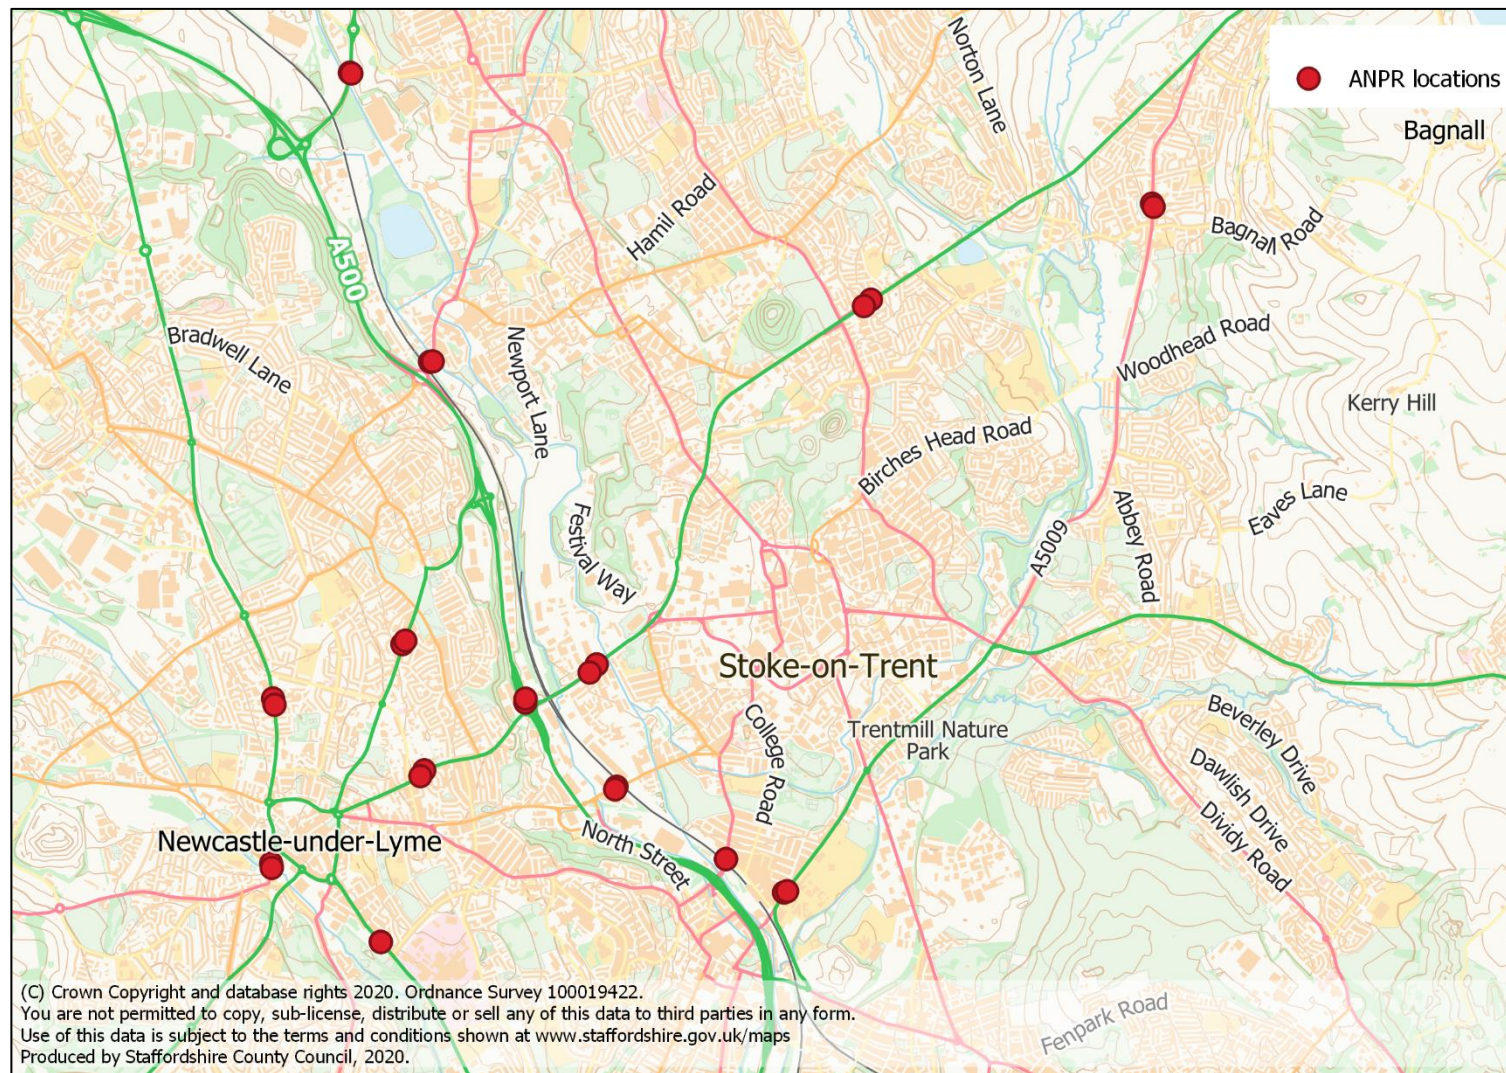 ANPR locations
Bagnall
Norton Lane
Hamil Road
Bagnall Road
A500
Bradwell Lane
Newport Lane
Woodhead Road
Kerry Hill
Birches Head Road
Eaves Lane
Abbey Road
A5009
Festival Way
Stoke-on-Trent
Trentmill Nature
Park
College Road
Beverley Drive
Dawlish Drive
Dividy Road
Newcastle-under-Lyme
North Street
Fenpark Road
(C) Crown Copyright and database rights 2020. Ordnance Survey 100019422.
You are not permitted to copy, sub-license, distribute or sell any of this data to third parties in any form.
Use of this data is subject to the terms and conditions shown at www.staffordshire.gov.uk/maps
Produced by Staffordshire County Council, 2020.